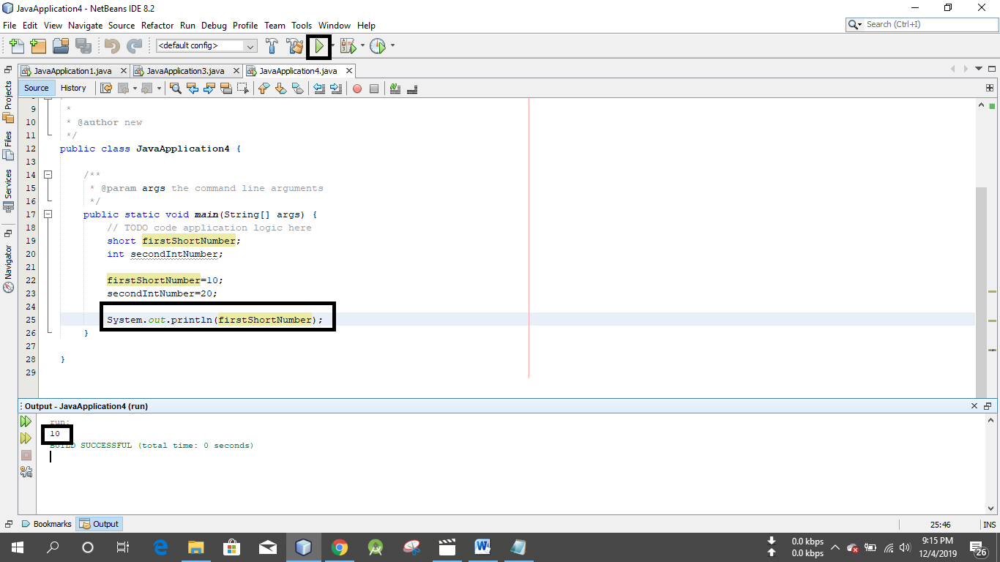 JavaApplication4 - NetBeans IDE 8.2
File Edit View Navigate Source Refactor Run Debug Profile Team Tools Window Help
Search (Ctrl+I)
<default config>
JavaApplication1.java JavaApplication3.java JavaApplication4.java
Source History
Projects
Files
Services
Navigator
9 *
10 * @author new
11 */
12 public class JavaApplication4 {
13
14 /**
15 * @param args the command line arguments
16 */
17 public static void main(String[] args) {
18 // TODO code application logic here
19 short firstShortNumber;
20 int secondIntNumber;
21
22 firstShortNumber=10;
23 secondIntNumber=20;
24
25 System.out.println(firstShortNumber);
26 }
27
28 }
29
Output - JavaApplication4 (run)
run:
10
BUILD SUCCESSFUL (total time: 0 seconds)
Bookmarks Output
25:46 INS
0.0 kbps
0.0 kbps
9:15 PM
12/4/2019
26